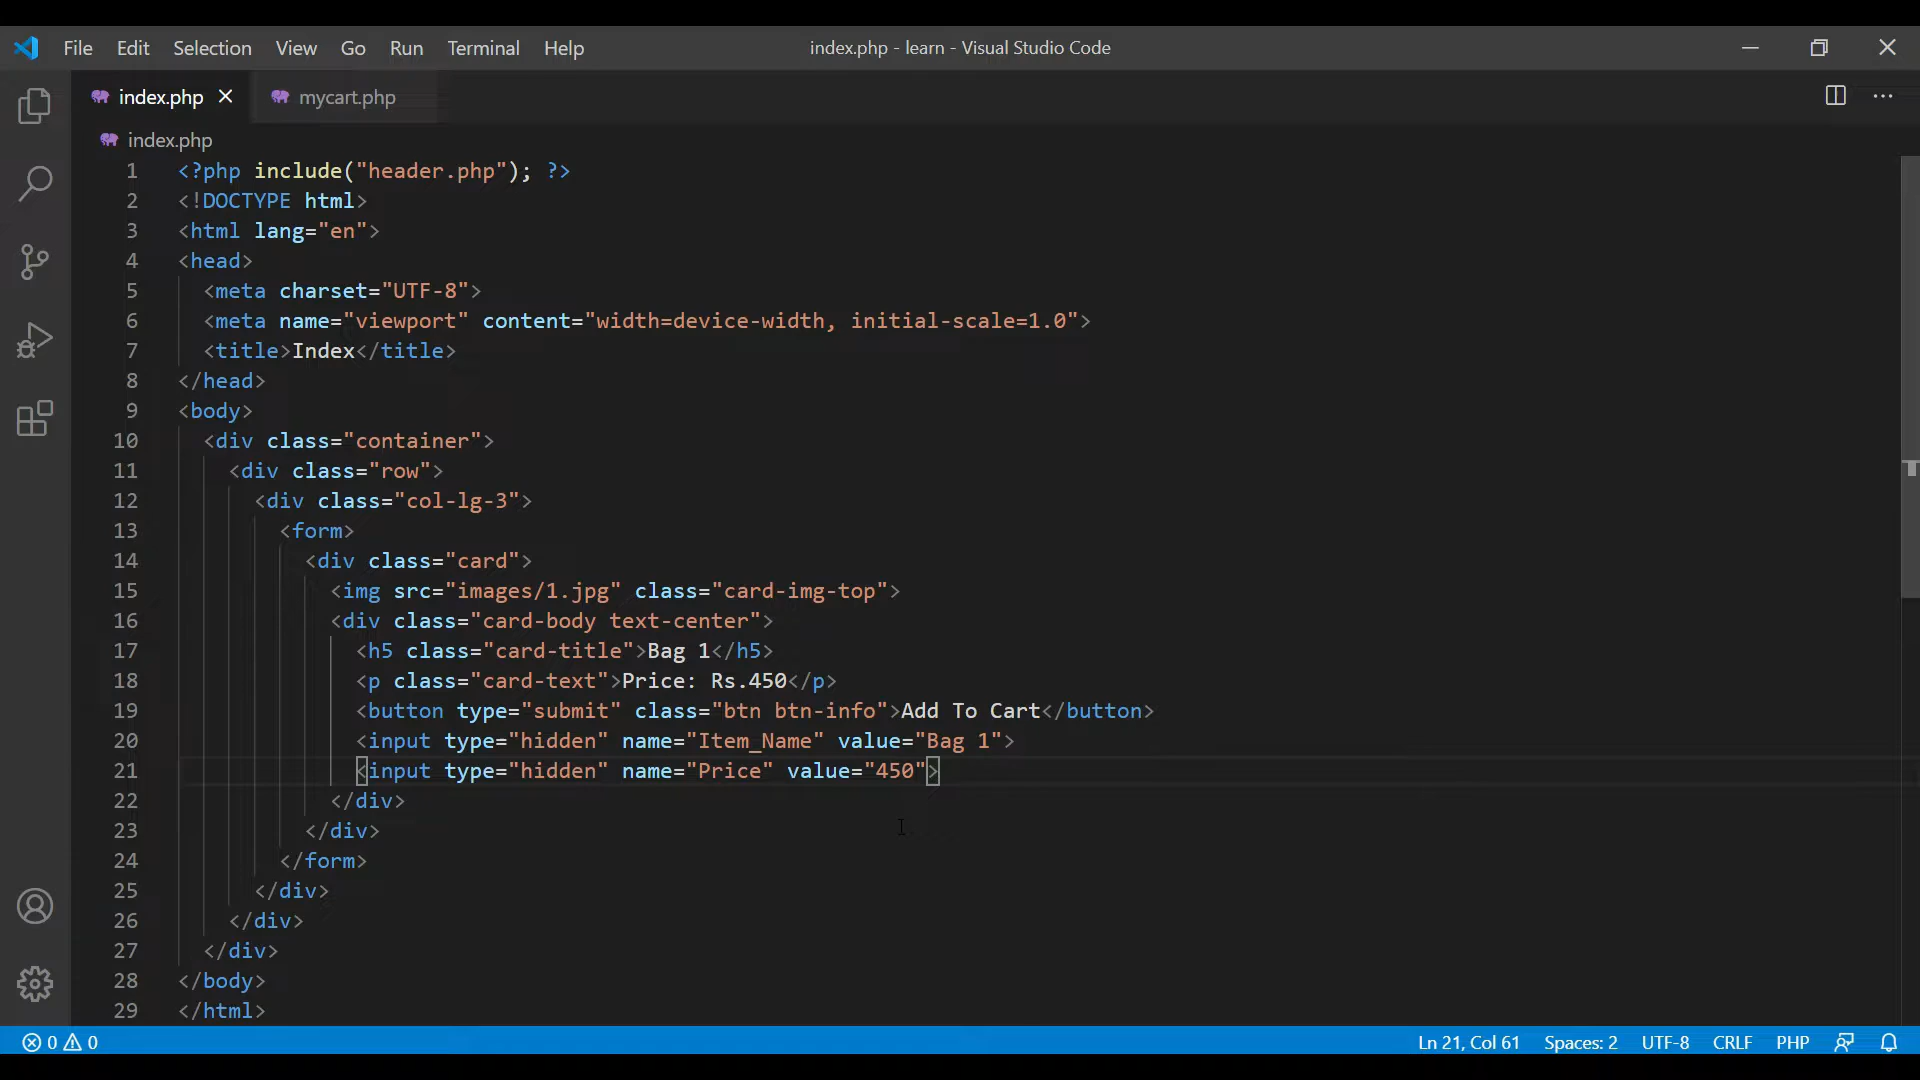 File Edit Selection View Go Run Terminal Help index.php - learn - Visual Studio Code
index.php mycart.php
index.php
1 <?php include("header.php"); ?>
2 <!DOCTYPE html>
3 <html lang="en">
4 <head>
5 <meta charset="UTF-8">
6 <meta name="viewport" content="width=device-width, initial-scale=1.0">
7 <title>Index</title>
8 </head>
9 <body>
10 <div class="container">
11 <div class="row">
12 <div class="col-lg-3">
13 <form>
14 <div class="card">
15 <img src="images/1.jpg" class="card-img-top">
16 <div class="card-body text-center">
17 <h5 class="card-title">Bag 1</h5>
18 <p class="card-text">Price: Rs.450</p>
19 <button type="submit" class="btn btn-info">Add To Cart</button>
20 <input type="hidden" name="Item_Name" value="Bag 1">
21 <input type="hidden" name="Price" value="450">
22 </div>
23 </div>
24 </form>
25 </div>
26 </div>
27 </div>
28 </body>
29 </html>
0 0 Ln 21, Col 61 Spaces: 2 UTF-8 CRLF PHP